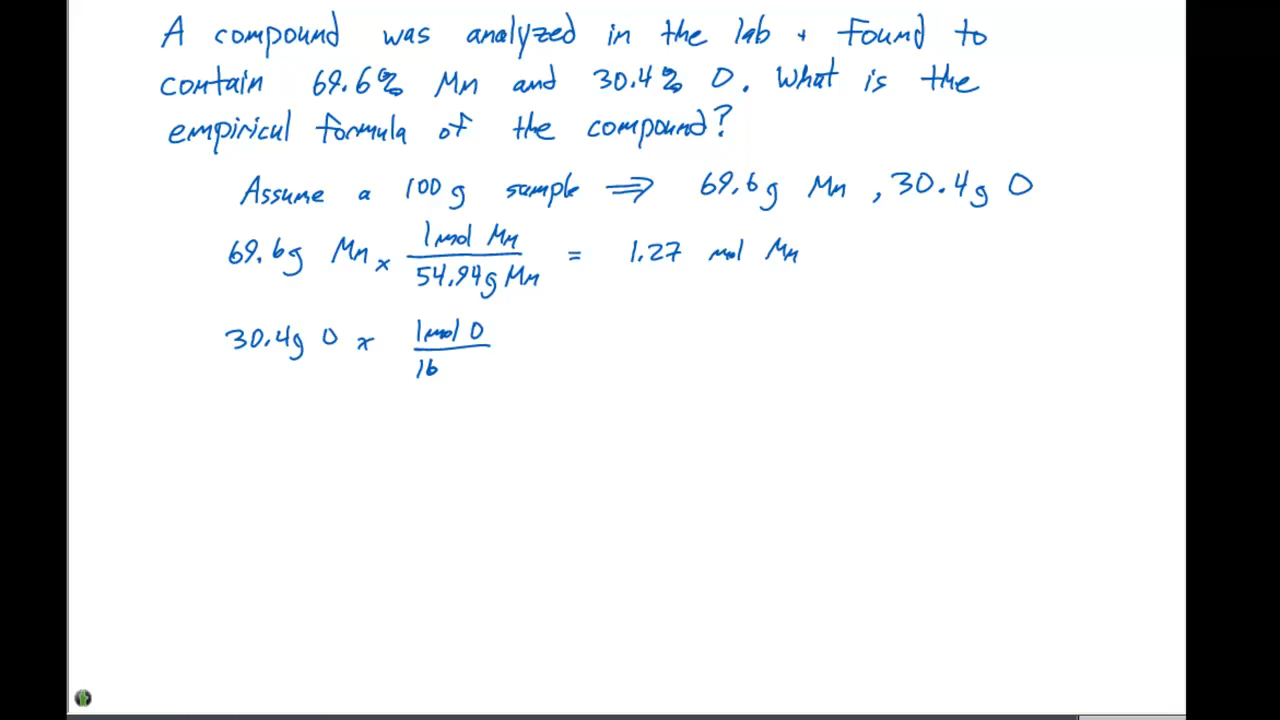 A compound was analyzed in the lab + found to
contain 69.6% Mn and 30.4% O. What is the
empirical formula of the compound?
Assume a 100 g sample ⇒ 69.6g Mn, 30.4g O
69.6g Mn x 1 mol Mn / 54.94g Mn = 1.27 mol Mn
30.4g O x 1 mol O / 16